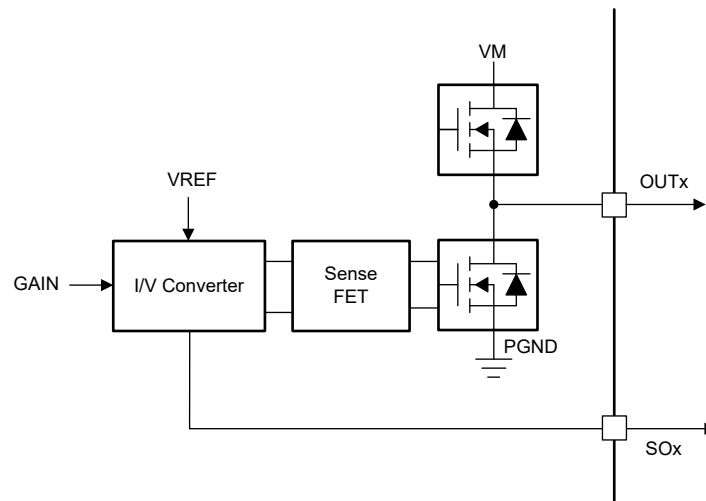 VM
VREF
OUTx
GAIN
I/V Converter
Sense
FET
PGND
SOx